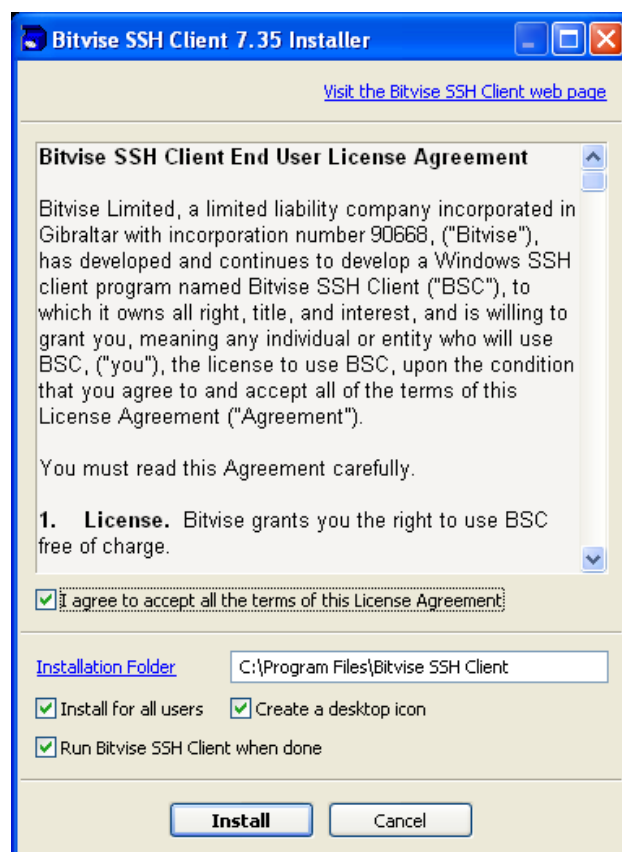 Bitvise SSH Client 7.35 Installer
Visit the Bitvise SSH Client web page
Bitvise SSH Client End User License Agreement
Bitvise Limited, a limited liability company incorporated in
Gibraltar with incorporation number 90668, ("Bitvise"),
has developed and continues to develop a Windows SSH
client program named Bitvise SSH Client ("BSC"), to
which it owns all right, title, and interest, and is willing to
grant you, meaning any individual or entity who will use
BSC, ("you"), the license to use BSC, upon the condition
that you agree to and accept all of the terms of this
License Agreement ("Agreement").
You must read this Agreement carefully.
1. License. Bitvise grants you the right to use BSC
free of charge.
I agree to accept all the terms of this License Agreement
Installation Folder C:\Program Files\Bitvise SSH Client
Install for all users Create a desktop icon
Run Bitvise SSH Client when done
Install Cancel